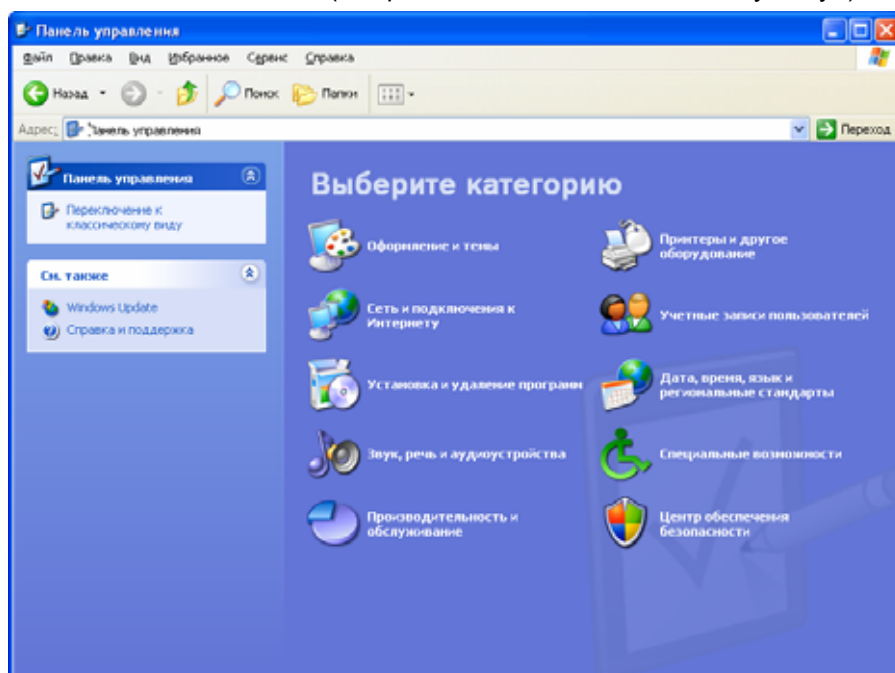 Панель управления
Файл Правка Вид Избранное Сервис Справка
Назад Поиск Папки
Адрес: Панель управления Переход
Панель управления
Переключение к
классическому виду
См. также
Windows Update
Справка и поддержка
Выберите категорию
Оформление и темы
Принтеры и другое
оборудование
Сеть и подключения к
Интернету
Учетные записи пользователей
Установка и удаление программ
Дата, время, язык и
региональные стандарты
Звук, речь и аудиоустройства
Специальные возможности
Производительность и
обслуживание
Центр обеспечения
безопасности